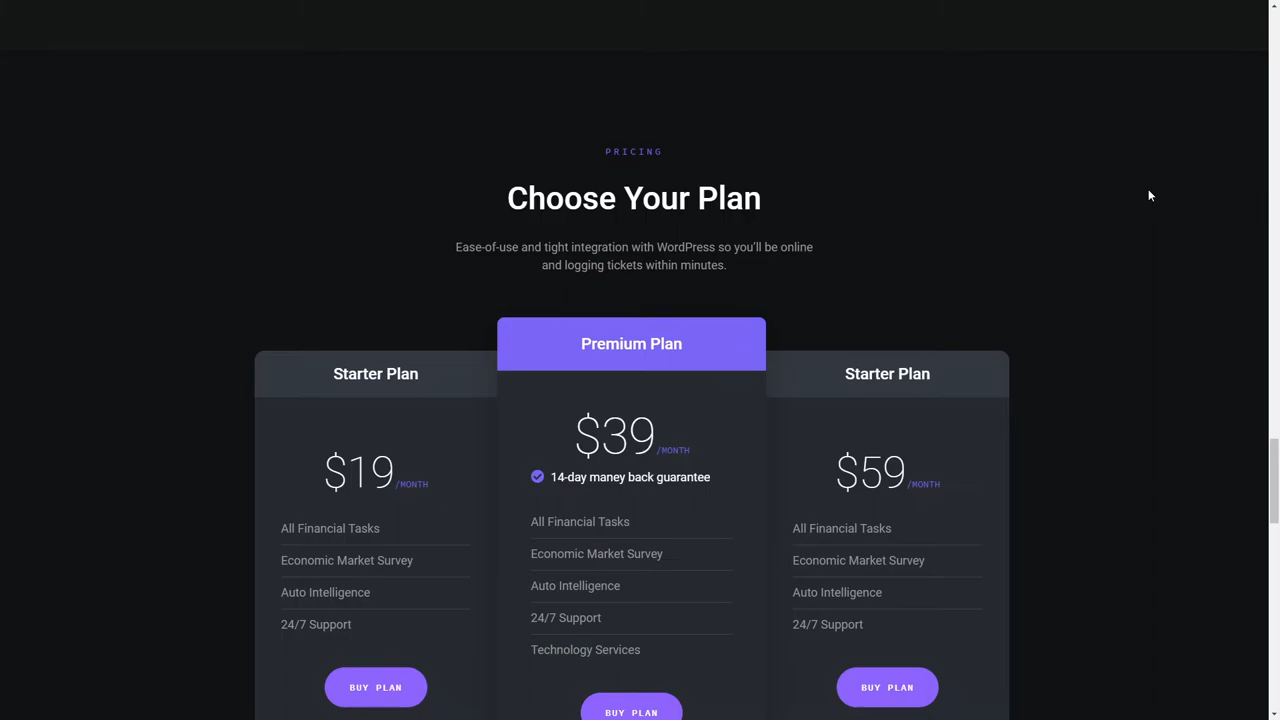 PRICING
Choose Your Plan
Ease-of-use and tight integration with WordPress so you'll be online
and logging tickets within minutes.
Starter Plan
$19/MONTH
All Financial Tasks
Economic Market Survey
Auto Intelligence
24/7 Support
BUY PLAN
Premium Plan
$39/MONTH
14-day maney back guarantee
All Financial Tasks
Economic Market Survey
Auto Intelligence
24/7 Support
Technology Services
BUY PLAN
Starter Plan
$59/MONTH
All Financial Tasks
Economic Market Survey
Auto Intelligence
24/7 Support
BUY PLAN